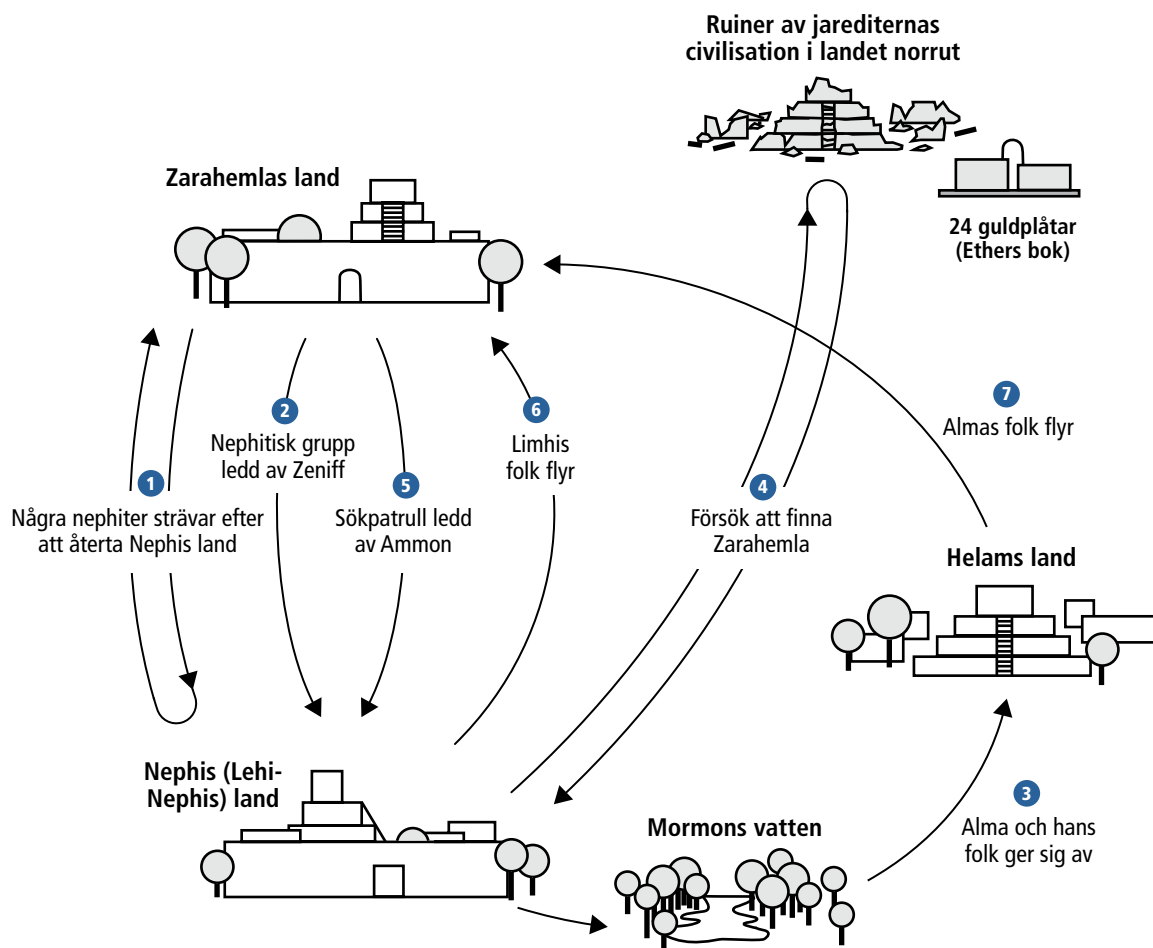 Ruiner av jarediternas
civilisation i landet norrut
Zarahemlas land
24 guldplåtar
(Ethers bok)
1
Några nephiter strävar efter
att återta Nephis land
2
Nephitisk grupp
ledd av Zeniff
5
Sökpatrull ledd
av Ammon
6
Limhis
folk flyr
4
Försök att finna
Zarahemla
7
Almas folk flyr
Helams land
Nephis (Lehi-
Nephis) land
Mormons vatten
3
Alma och hans
folk ger sig av